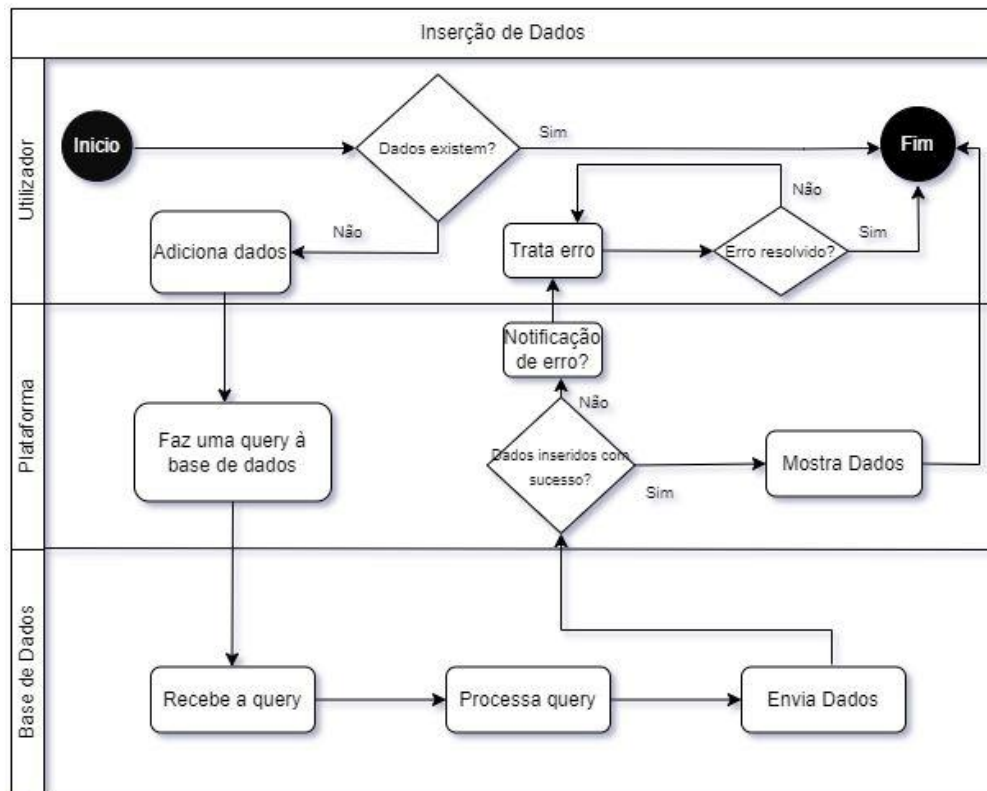 Inserção de Dados
Utilizador
Inicio
Dados existem?
Sim
Fim
Não
Adiciona dados
Trata erro
Não
Erro resolvido?
Sim
Plataforma
Notificação
de erro?
Não
Faz uma query à
base de dados
Dados inseridos com
sucesso?
Sim
Mostra Dados
Base de Dados
Recebe a query
Processa query
Envia Dados